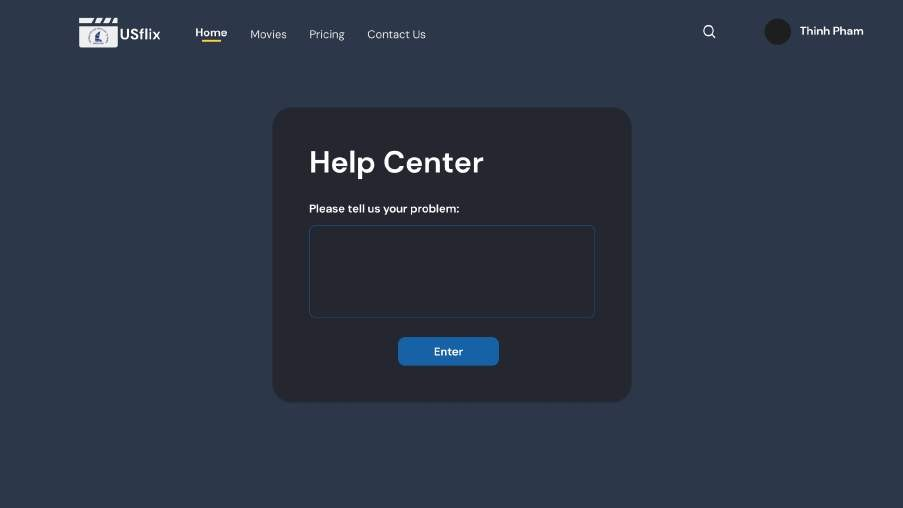 USflix
Home
Movies
Pricing
Contact Us
Thinh Pham
Help Center
Please tell us your problem:
Enter